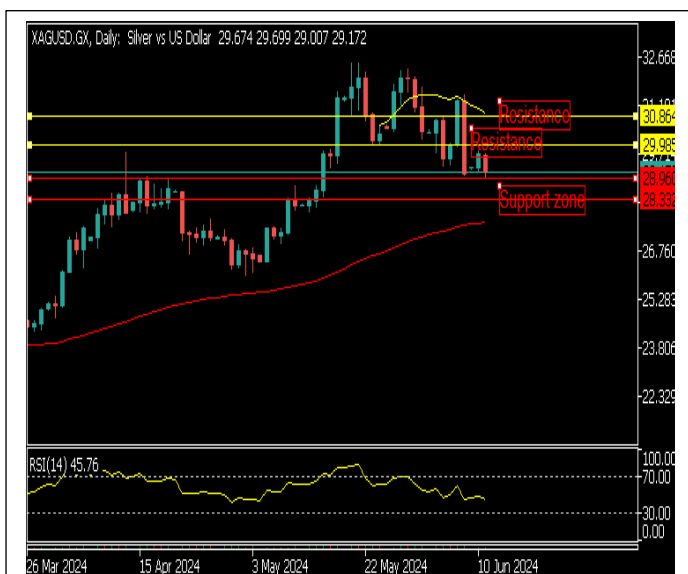 XAGUSD.GX, Daily: Silver vs US Dollar 29.674 29.699 29.007 29.172
32.668
Resistance
30.864
Resistance
29.985
28.960
28.333
Support zone
26.760
25.283
23.806
22.329
RSI(14) 45.76
100.00
70.00
30.00
0.00
26 Mar 2024
15 Apr 2024
3 May 2024
22 May 2024
10 Jun 2024